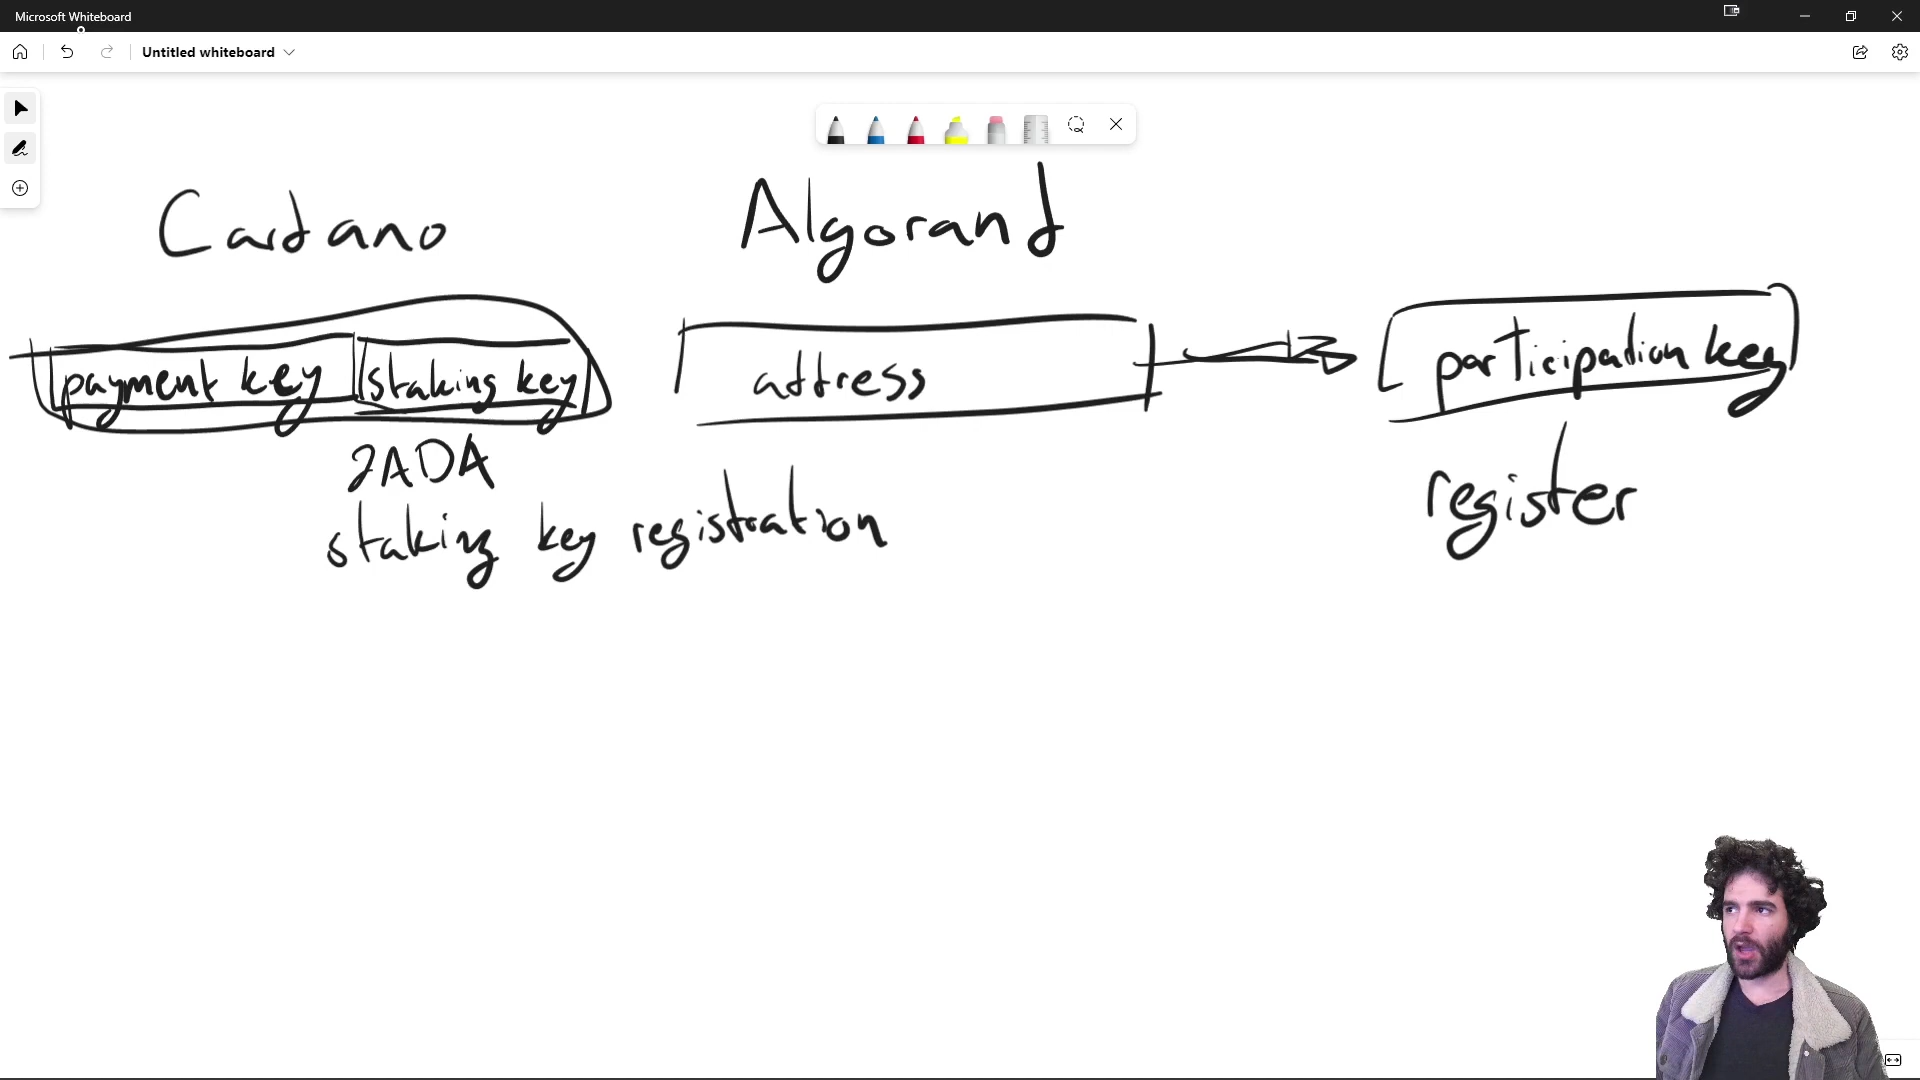 Microsoft Whiteboard
Untitled whiteboard
Cardano
Algorand
payment key
staking key
address
participation key
2ADA
staking key registration
register